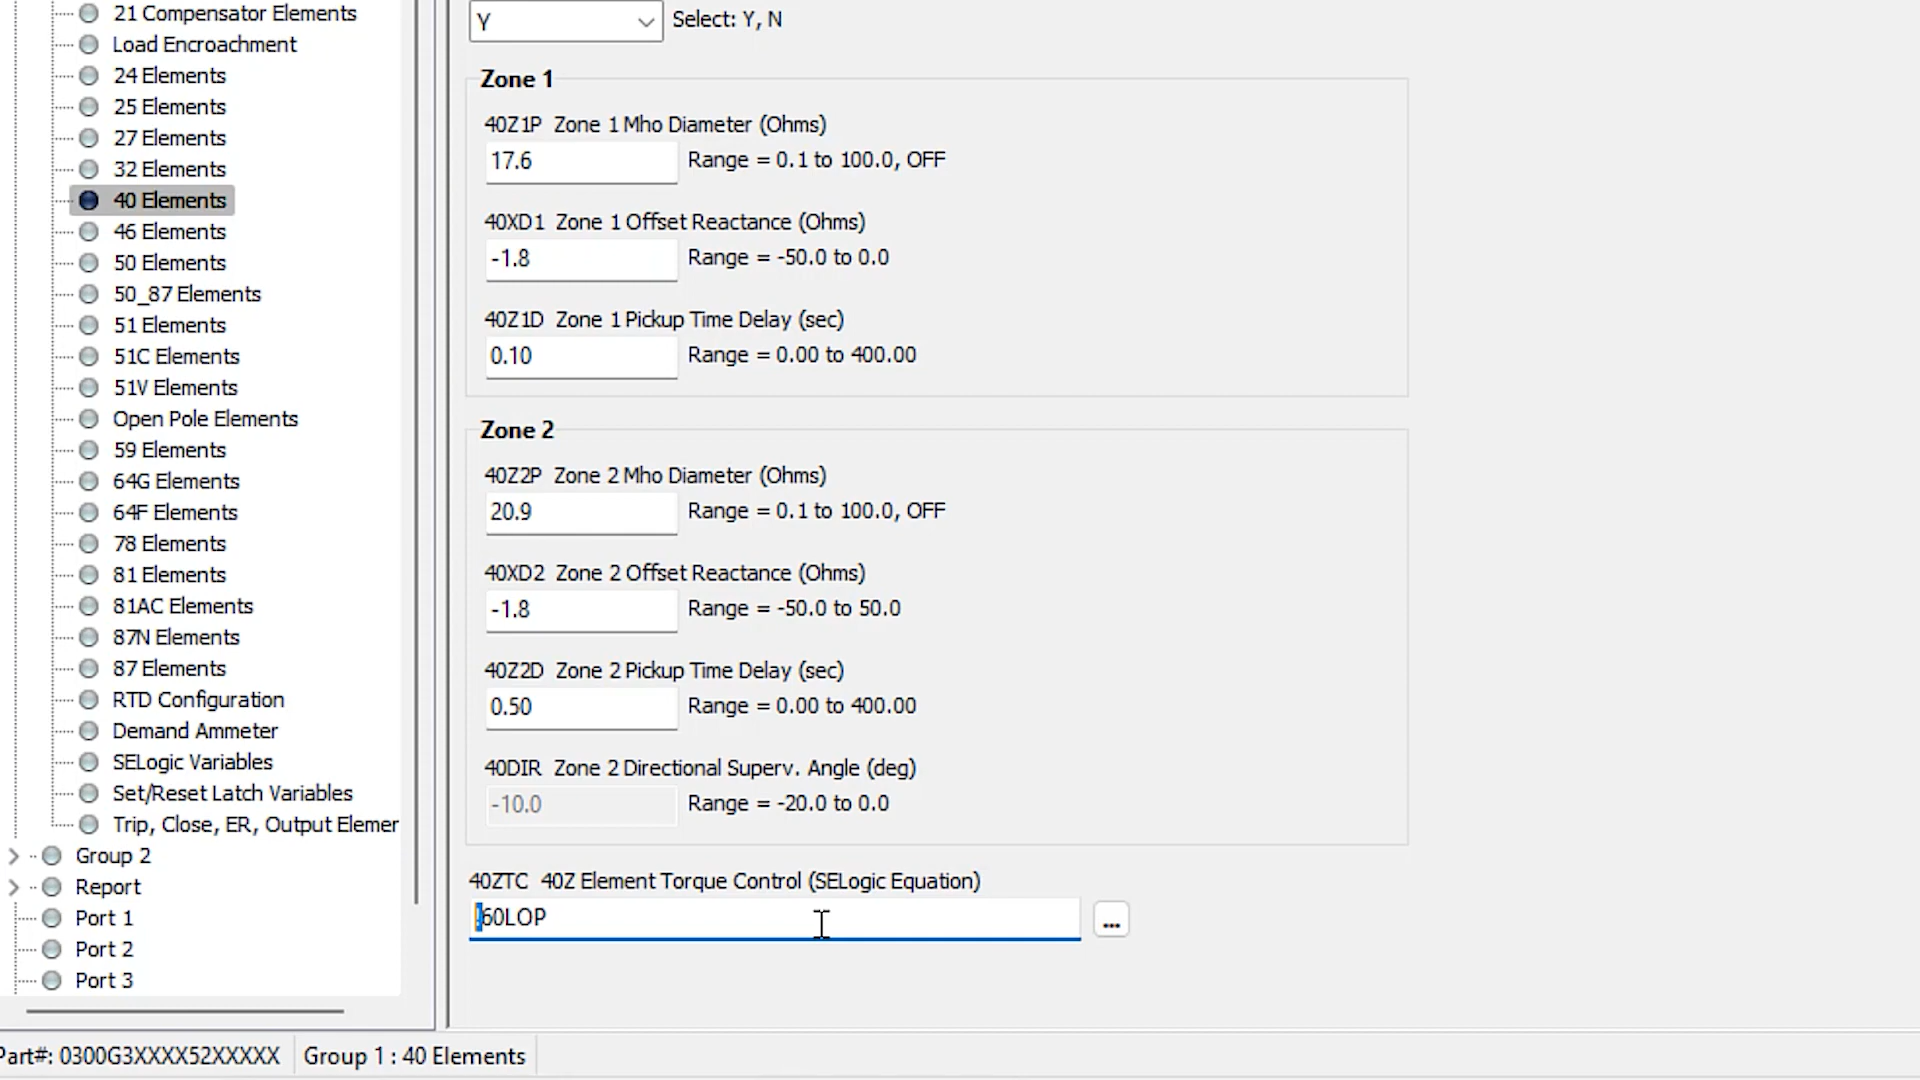 21 Compensator Elements
Load Encroachment
24 Elements
25 Elements
27 Elements
32 Elements
40 Elements
46 Elements
50 Elements
50_87 Elements
51 Elements
51C Elements
51V Elements
Open Pole Elements
59 Elements
64G Elements
64F Elements
78 Elements
81 Elements
81AC Elements
87N Elements
87 Elements
RTD Configuration
Demand Ammeter
SELogic Variables
Set/Reset Latch Variables
Trip, Close, ER, Output Elemer
Group 2
Report
Port 1
Port 2
Port 3
Y Select: Y, N
Zone 1
40Z1P Zone 1 Mho Diameter (Ohms)
17.6 Range = 0.1 to 100.0, OFF
40XD1 Zone 1 Offset Reactance (Ohms)
-1.8 Range = -50.0 to 0.0
40Z1D Zone 1 Pickup Time Delay (sec)
0.10 Range = 0.00 to 400.00
Zone 2
40Z2P Zone 2 Mho Diameter (Ohms)
20.9 Range = 0.1 to 100.0, OFF
40XD2 Zone 2 Offset Reactance (Ohms)
-1.8 Range = -50.0 to 50.0
40Z2D Zone 2 Pickup Time Delay (sec)
0.50 Range = 0.00 to 400.00
40DIR Zone 2 Directional Superv. Angle (deg)
-10.0 Range = -20.0 to 0.0
40ZTC 40Z Element Torque Control (SELogic Equation)
!60LOP ...
Part#: 0300G3XXXX52XXXXX Group 1 : 40 Elements